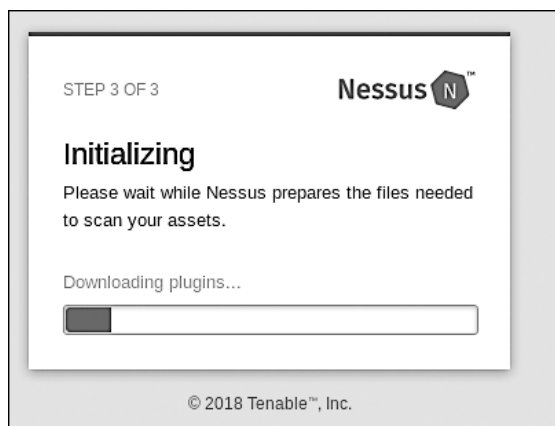 STEP 3 OF 3
Nessus N™
Initializing
Please wait while Nessus prepares the files needed
to scan your assets.
Downloading plugins...
© 2018 Tenable™, Inc.